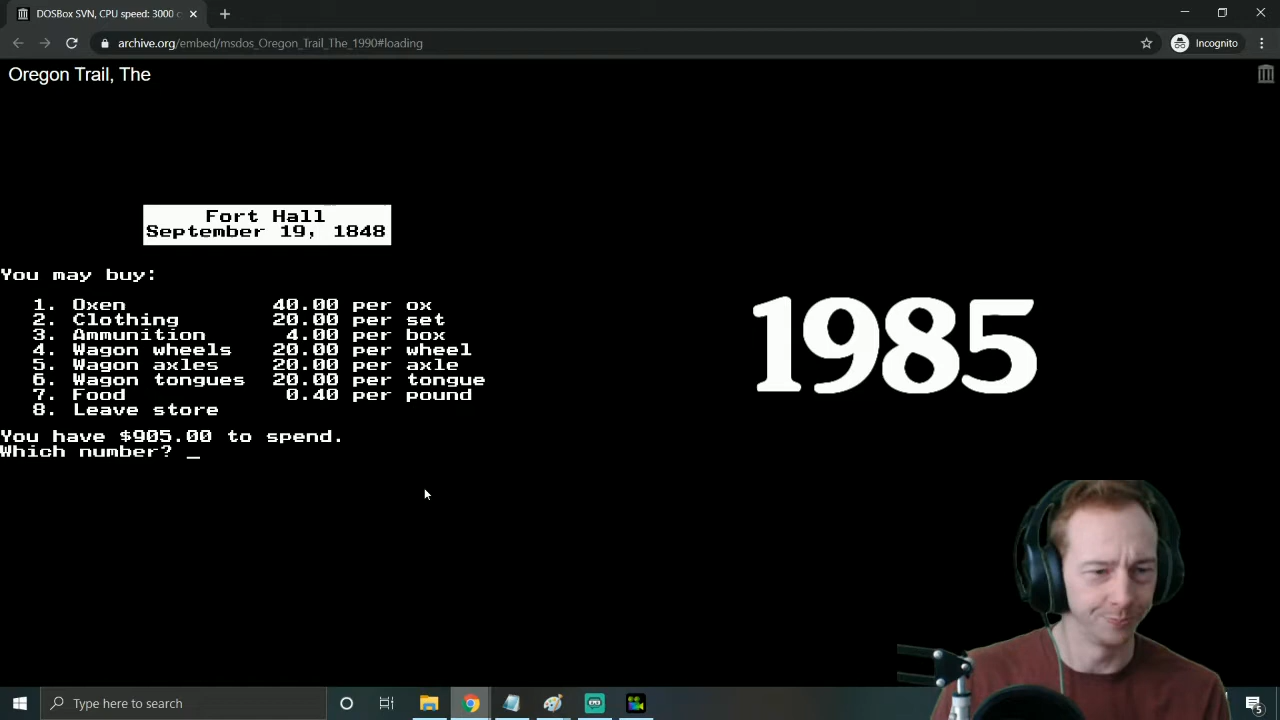 DOSBox SVN, CPU speed: 3000 c
archive.org/embed/msdos_Oregon_Trail_The_1990#loading
Incognito
Oregon Trail, The
Fort Hall
September 19, 1848
You may buy:
1. Oxen 40.00 per ox
2. Clothing 20.00 per set
3. Ammunition 4.00 per box
4. Wagon wheels 20.00 per wheel
5. Wagon axles 20.00 per axle
6. Wagon tongues 20.00 per tongue
7. Food 0.40 per pound
8. Leave store
You have $905.00 to spend.
Which number? _
1985
Type here to search
5